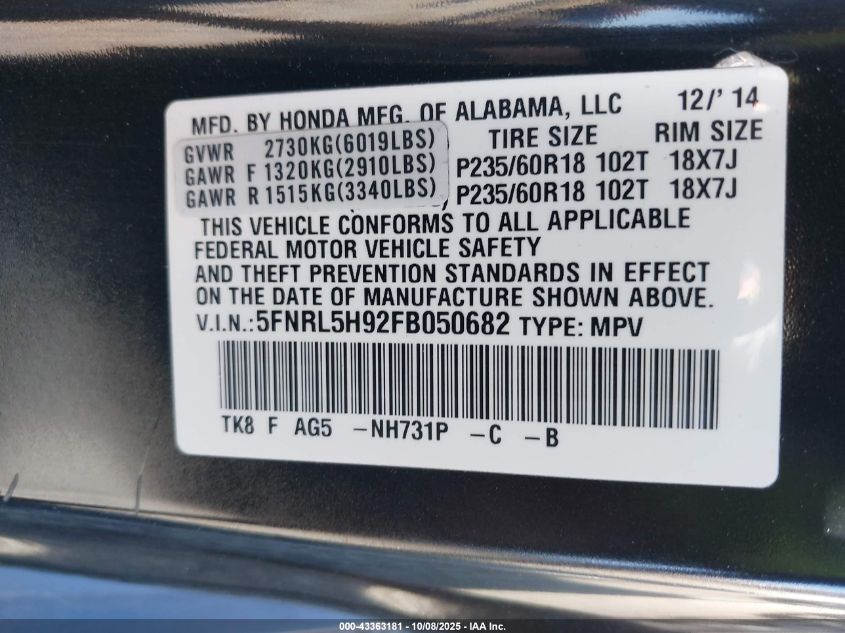 MFD. BY HONDA MFG. OF ALABAMA, LLC 12/' 14
GVWR 2730KG(6019LBS) TIRE SIZE RIM SIZE
GAWR F 1320KG(2910LBS) P235/60R18 102T 18X7J
GAWR R 1515KG(3340LBS) P235/60R18 102T 18X7J
THIS VEHICLE CONFORMS TO ALL APPLICABLE
FEDERAL MOTOR VEHICLE SAFETY
AND THEFT PREVENTION STANDARDS IN EFFECT
ON THE DATE OF MANUFACTURE SHOWN ABOVE.
V.I.N.:5FNRL5H92FB050682 TYPE: MPV
TK8 F AG5 -NH731P -C -B
000-43363181 - 10/08/2025 - IAA Inc.